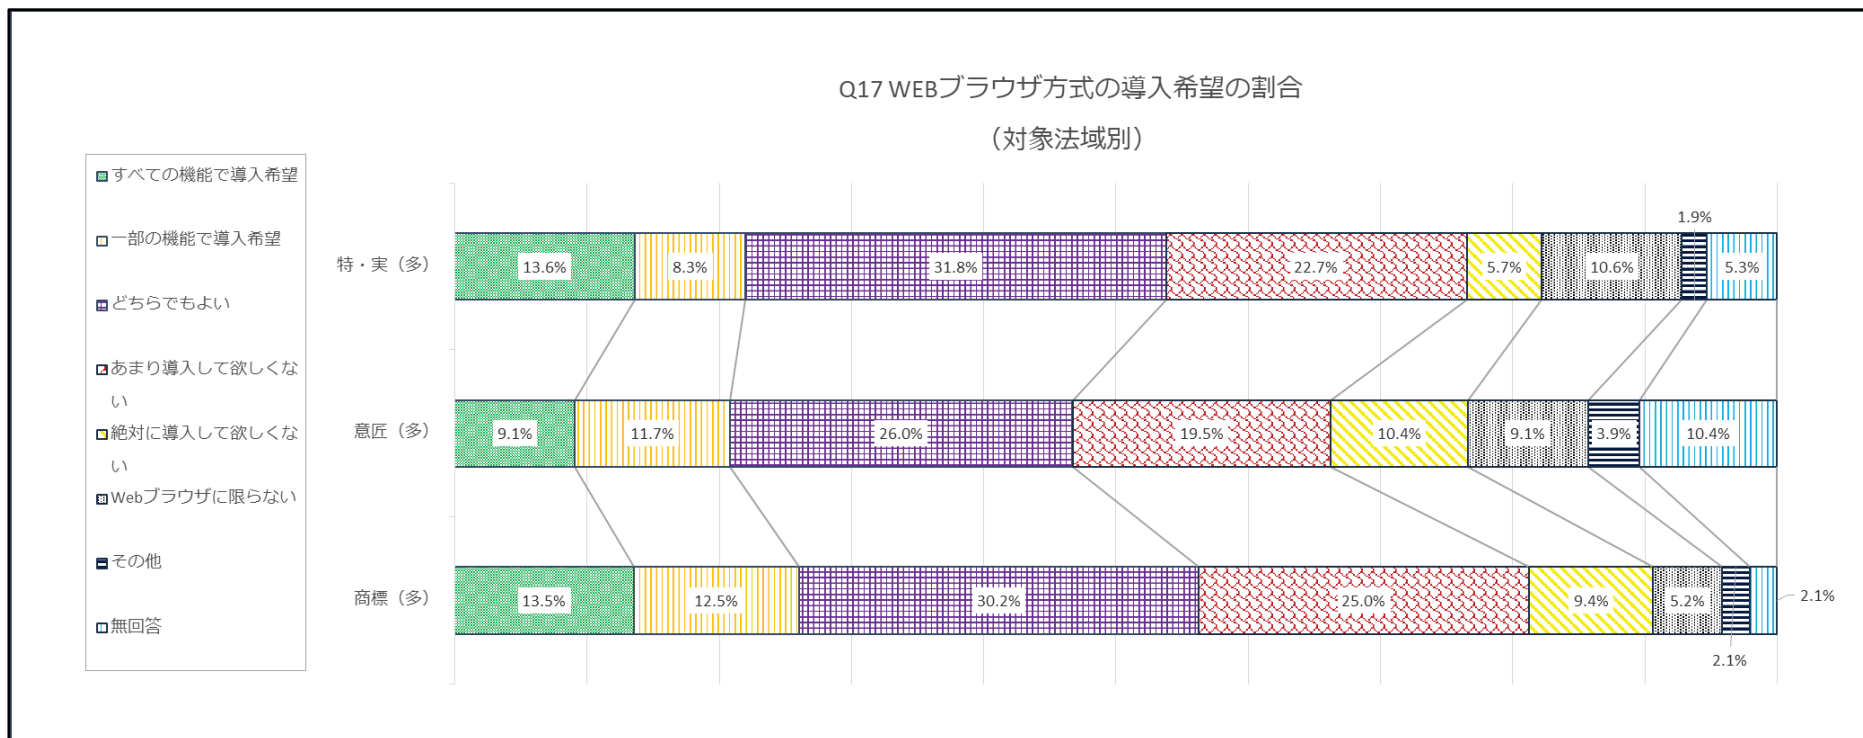 Q17 WEBブラウザ方式の導入希望の割合
（対象法域別）
すべての機能で導入希望
一部の機能で導入希望
どちらでもよい
あまり導入して欲しくな
い
絶対に導入して欲しくな
い
Webブラウザに限らない
その他
無回答
1.9%
特・実（多） 13.6% 8.3% 31.8% 22.7% 5.7% 10.6% 5.3%
意匠（多） 9.1% 11.7% 26.0% 19.5% 10.4% 9.1% 3.9% 10.4%
商標（多） 13.5% 12.5% 30.2% 25.0% 9.4% 5.2% 2.1%
2.1%